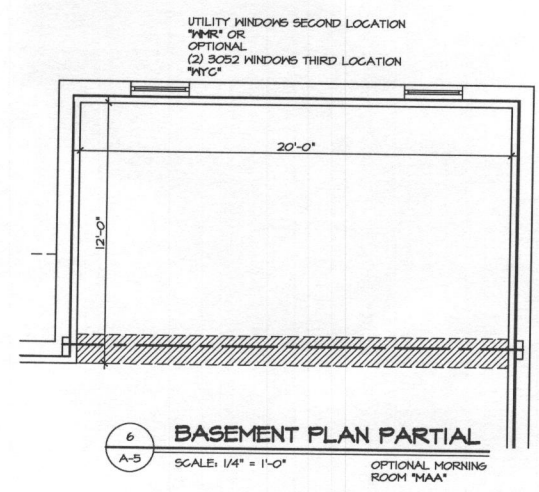 UTILITY WINDOWS SECOND LOCATION
"WMR" OR
OPTIONAL
(2) 3052 WINDOWS THIRD LOCATION
"WYC"
20'-0"
12'-0"
6
A-5
BASEMENT PLAN PARTIAL
SCALE: 1/4" = 1'-0"
OPTIONAL MORNING
ROOM "MAA"